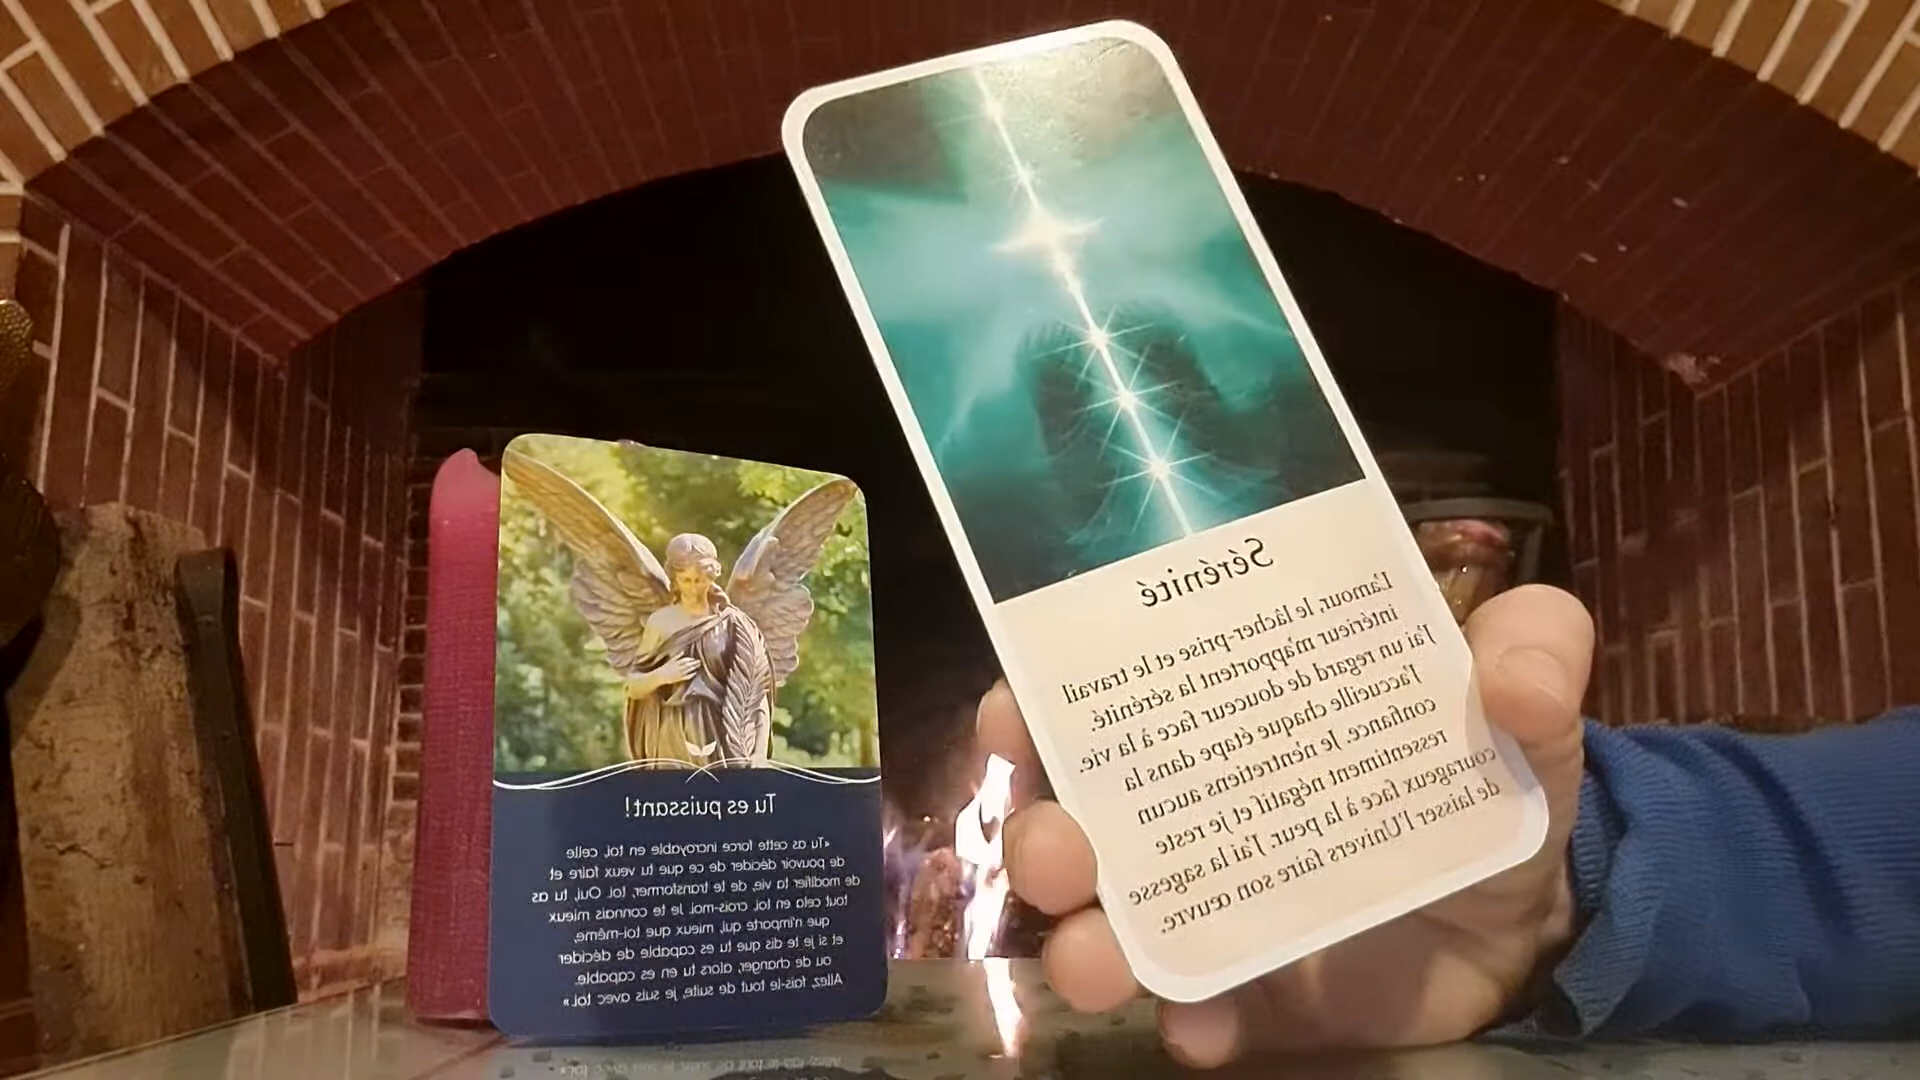 Tu es puissant!
«Tu as cette force incroyable en toi, celle
de pouvoir décider de ce que tu veux faire et
de modifier ta vie, de te transformer, toi. Oui, tu as
tout cela en toi, crois-moi. Je te connais mieux
que n'importe qui, mieux que toi-même,
et si je te dis que tu es capable de décider
ou de changer, alors tu en es capable.
Allez, fais-le tout de suite, je suis avec toi.»
Sérénité
L'amour, le lâcher-prise et le travail
intérieur m'apportent la sérénité.
J'ai un regard de douceur face à la vie.
J'accueille chaque étape dans la
confiance. Je n'entretiens aucun
ressentiment négatif et je reste
courageux face à la peur. J'ai la sagesse
de laisser l'Univers faire son œuvre.